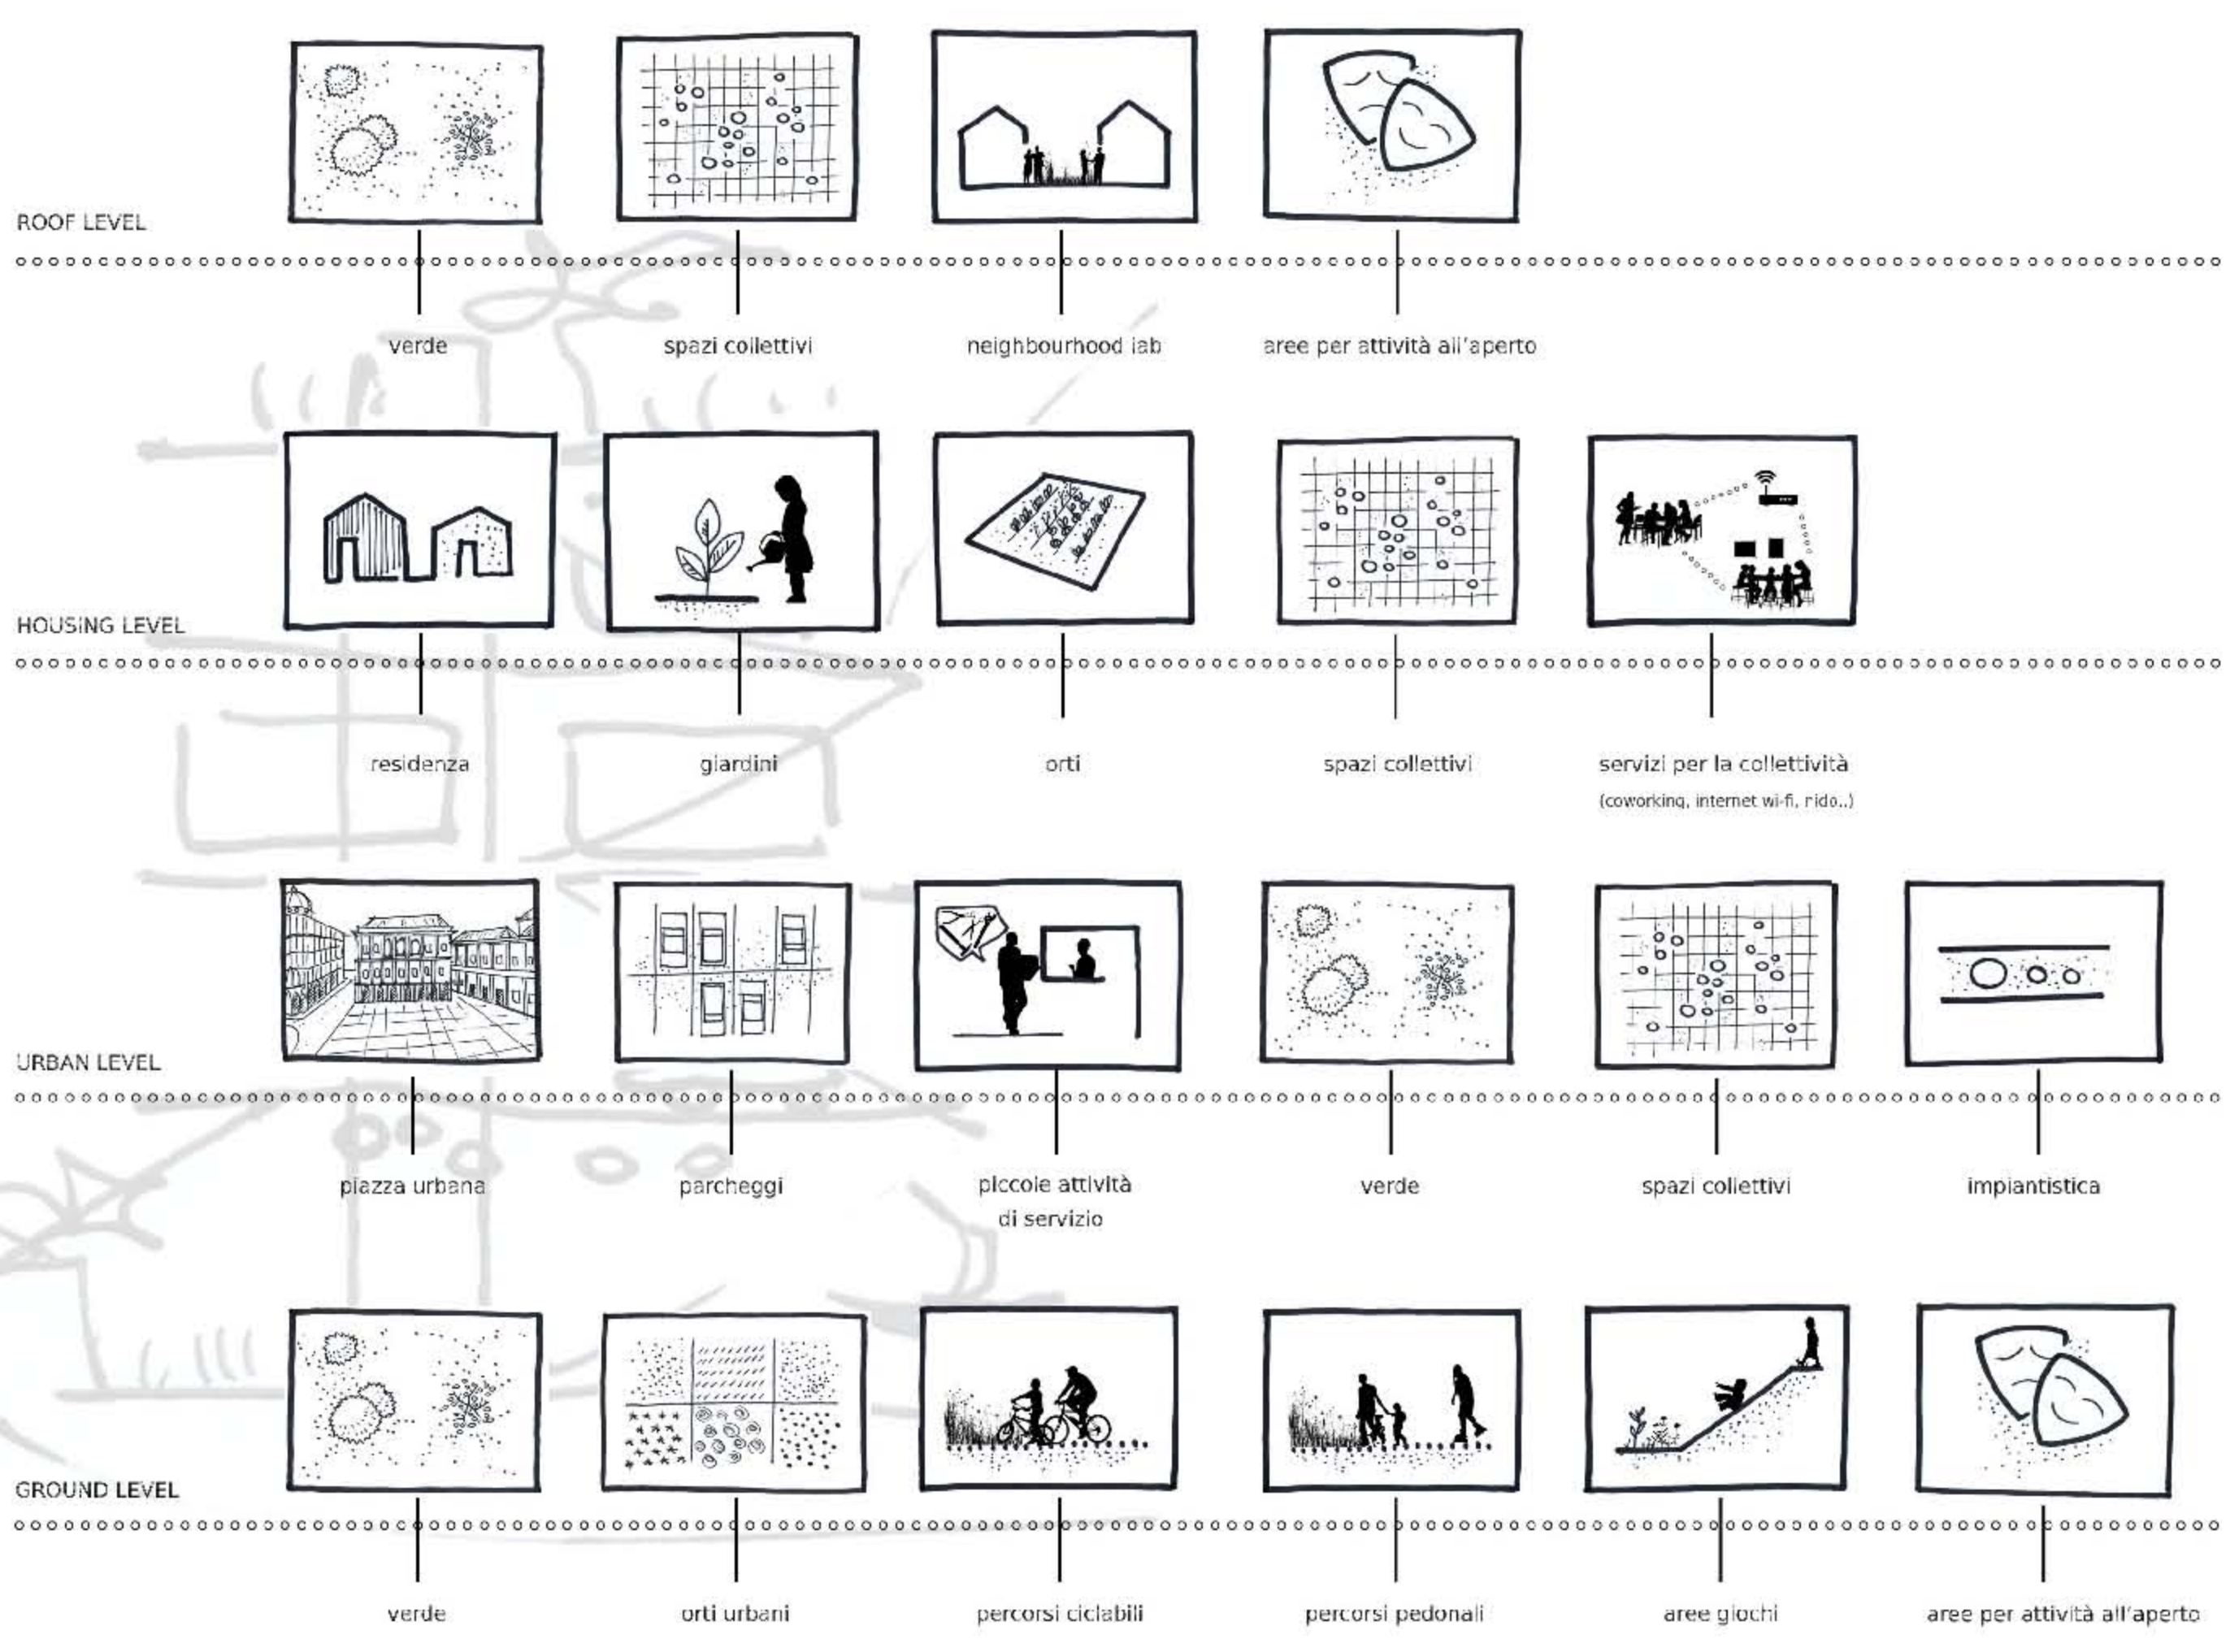 ROOF LEVEL
verde
spazi collettivi
neighbourhood lab
aree per attività all'aperto
HOUSING LEVEL
residenza
giardini
orti
spazi collettivi
servizi per la collettività
(coworking, internet wi-fi, nido..)
URBAN LEVEL
piazza urbana
parcheggi
piccole attività
di servizio
verde
spazi collettivi
impiantistica
GROUND LEVEL
verde
orti urbani
percorsi ciclabili
percorsi pedonali
aree giochi
aree per attività all'aperto